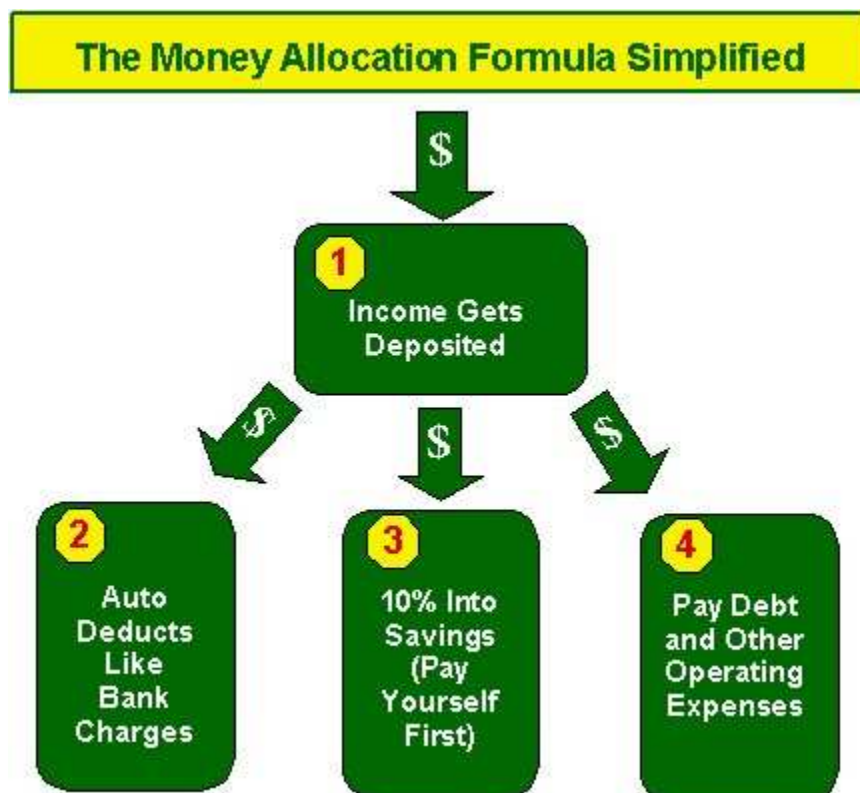 The Money Allocation Formula Simplified
$
1
Income Gets
Deposited
$
$
$
2
Auto
Deducts
Like
Bank
Charges
3
10% Into
Savings
(Pay
Yourself
First)
4
Pay Debt
and Other
Operating
Expenses